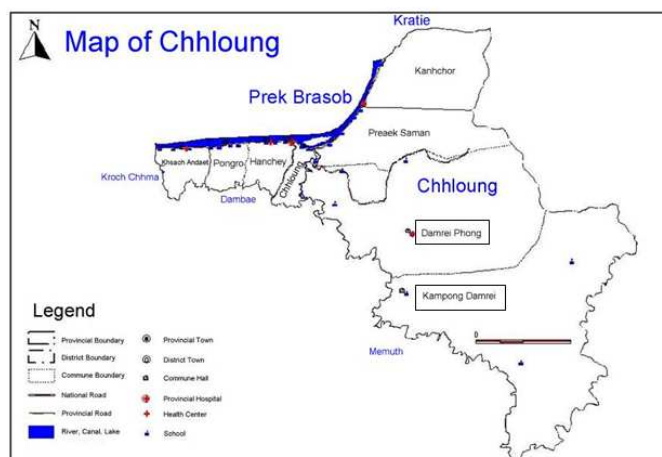 N
Map of Chhloung
Kratie
Kanhchor
Prek Brasob
Preaek Saman
Khsach Andaet
Pongro
Hanchey
Chhloung
Kroch Chhma
Dambae
Chhloung
Damrei Phong
Kampong Damrei
Memuth
0
Legend
Provincial Boundary
District Boundary
Commune Boundary
National Road
Provincial Road
River, Canal, Lake
Provincial Town
District Town
Commune Hall
Provincial Hospital
Health Center
School